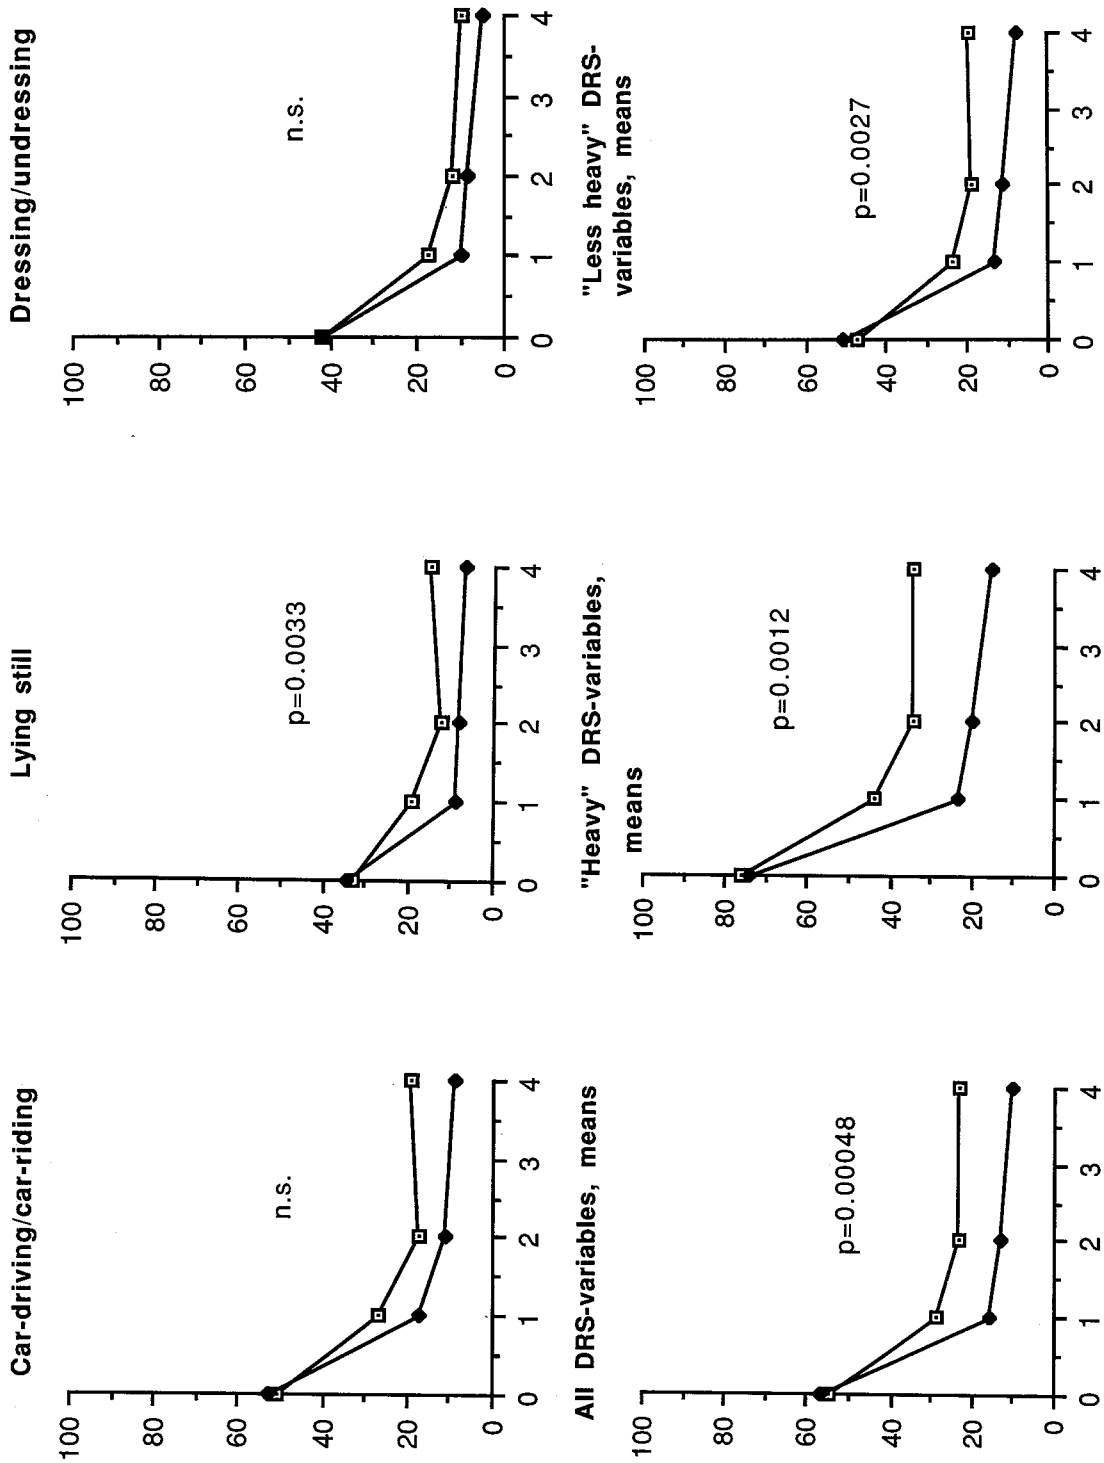 Car-driving/car-riding
n.s.
100
80
60
40
20
0
0 1 2 3 4
Lying still
p=0.0033
100
80
60
40
20
0
0 1 2 3 4
Dressing/undressing
n.s.
100
80
60
40
20
0
0 1 2 3 4
All DRS-variables, means
p=0.00048
100
80
60
40
20
0
0 1 2 3 4
"Heavy" DRS-variables,
means
p=0.0012
100
80
60
40
20
0
0 1 2 3 4
"Less heavy" DRS-
variables, means
p=0.0027
100
80
60
40
20
0
0 1 2 3 4